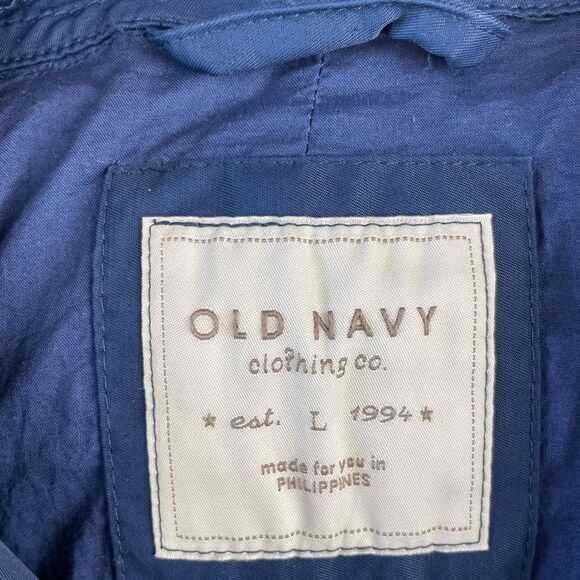 OLD NAVY
clothing co.
★ est. L 1994 ★
made for you in
PHILIPPINES